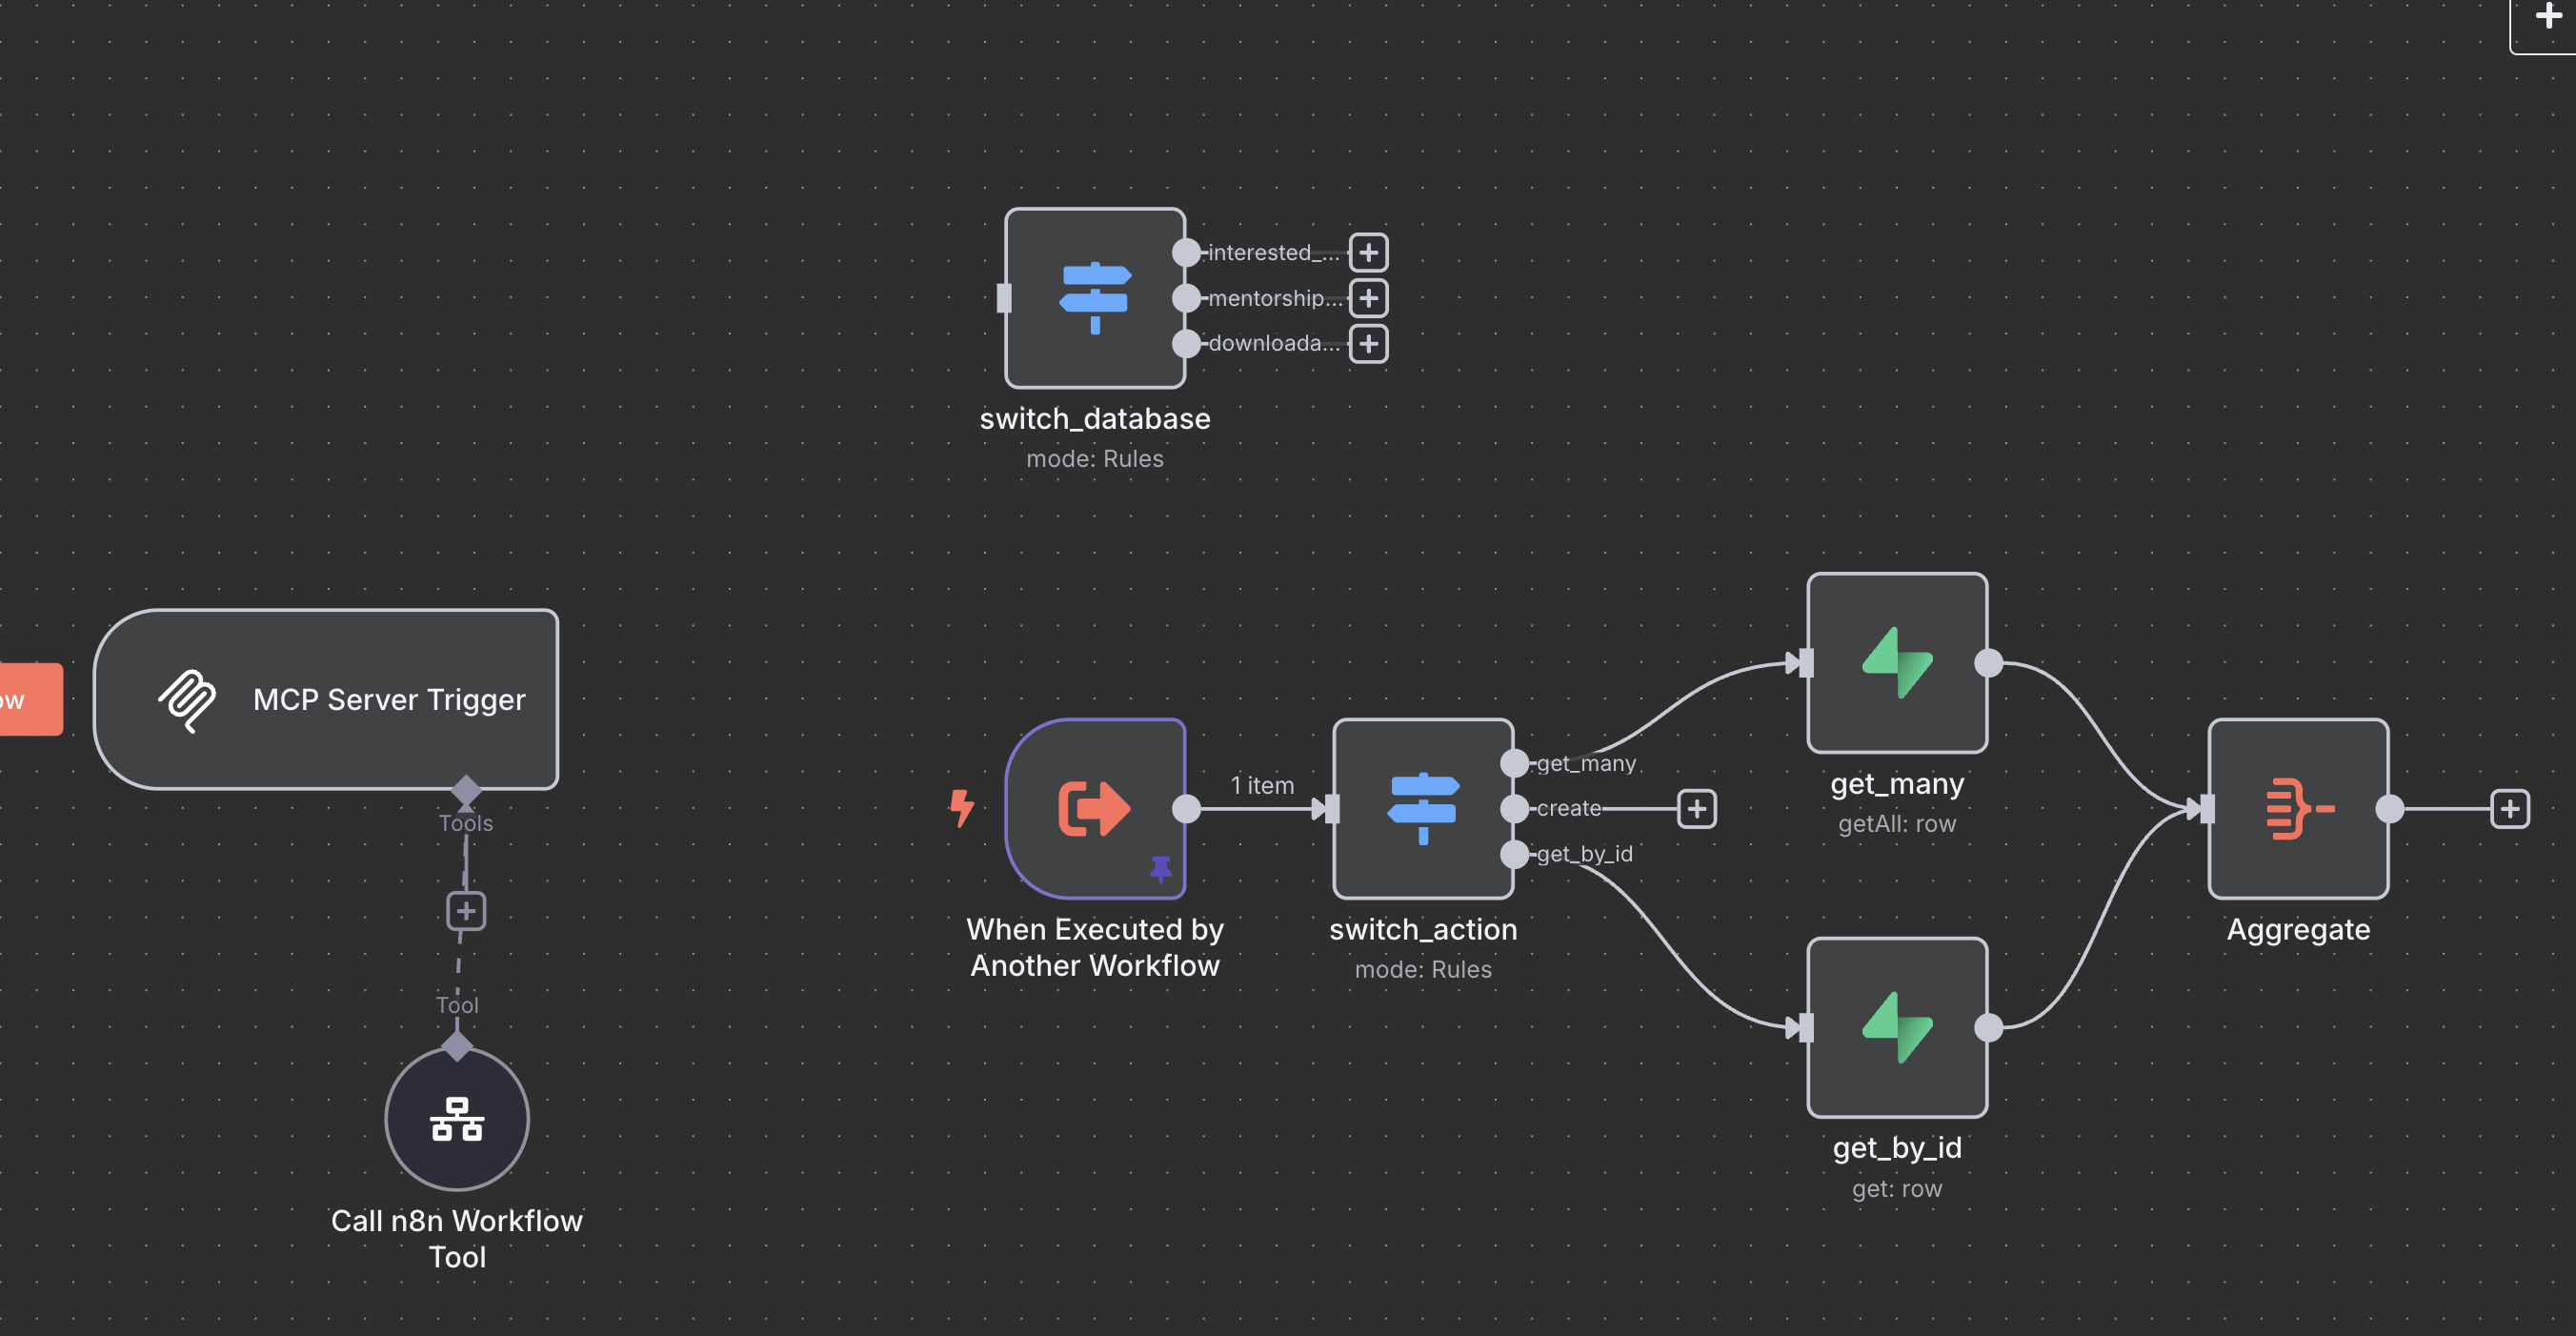 interested_...
mentorship...
downloada...
switch_database
mode: Rules
ow
MCP Server Trigger
Tools
Tool
Call n8n Workflow
Tool
1 item
When Executed by
Another Workflow
get_many
create
get_by_id
switch_action
mode: Rules
get_many
getAll: row
get_by_id
get: row
Aggregate